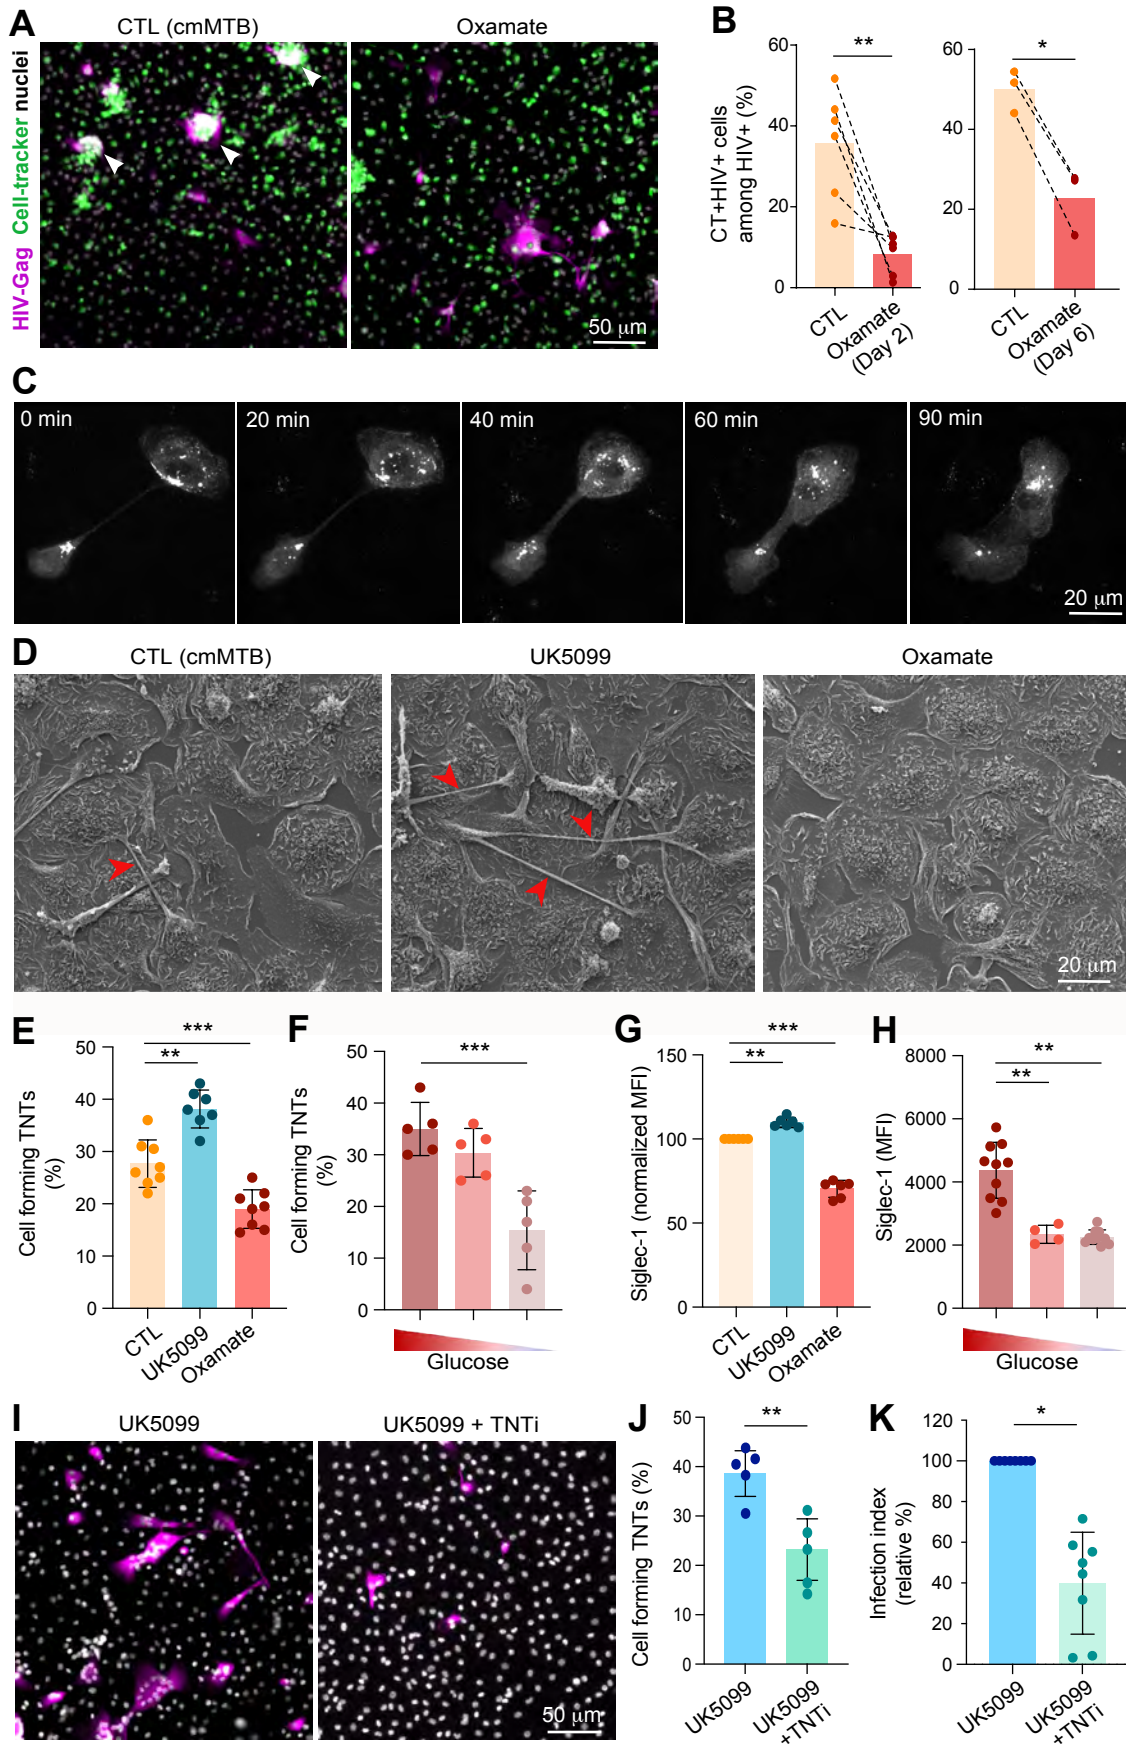 A
CTL (cmMTB)
Oxamate
HIV-Gag Cell-tracker nuclei
50 µm
B
CT+HIV+ cells
among HIV+ (%)
60
40
20
0
**
CTL
Oxamate
(Day 2)
60
40
20
0
*
CTL
Oxamate
(Day 6)
C
0 min
20 min
40 min
60 min
90 min
20 µm
D
CTL (cmMTB)
UK5099
Oxamate
20 µm
E
Cell forming TNTs
(%)
50
40
30
20
10
0
***
**
CTL
UK5099
Oxamate
F
Cell forming TNTs
(%)
50
40
30
20
10
0
***
Glucose
G
Siglec-1 (normalized MFI)
150
100
50
0
***
**
CTL
UK5099
Oxamate
H
Siglec-1 (MFI)
8000
6000
4000
2000
0
**
**
Glucose
I
UK5099
UK5099 + TNTi
50 µm
J
Cell forming TNTs (%)
50
40
30
20
10
0
**
UK5099
UK5099
+TNTi
K
Infection index
(relative %)
120
100
80
60
40
20
0
*
UK5099
UK5099
+TNTi